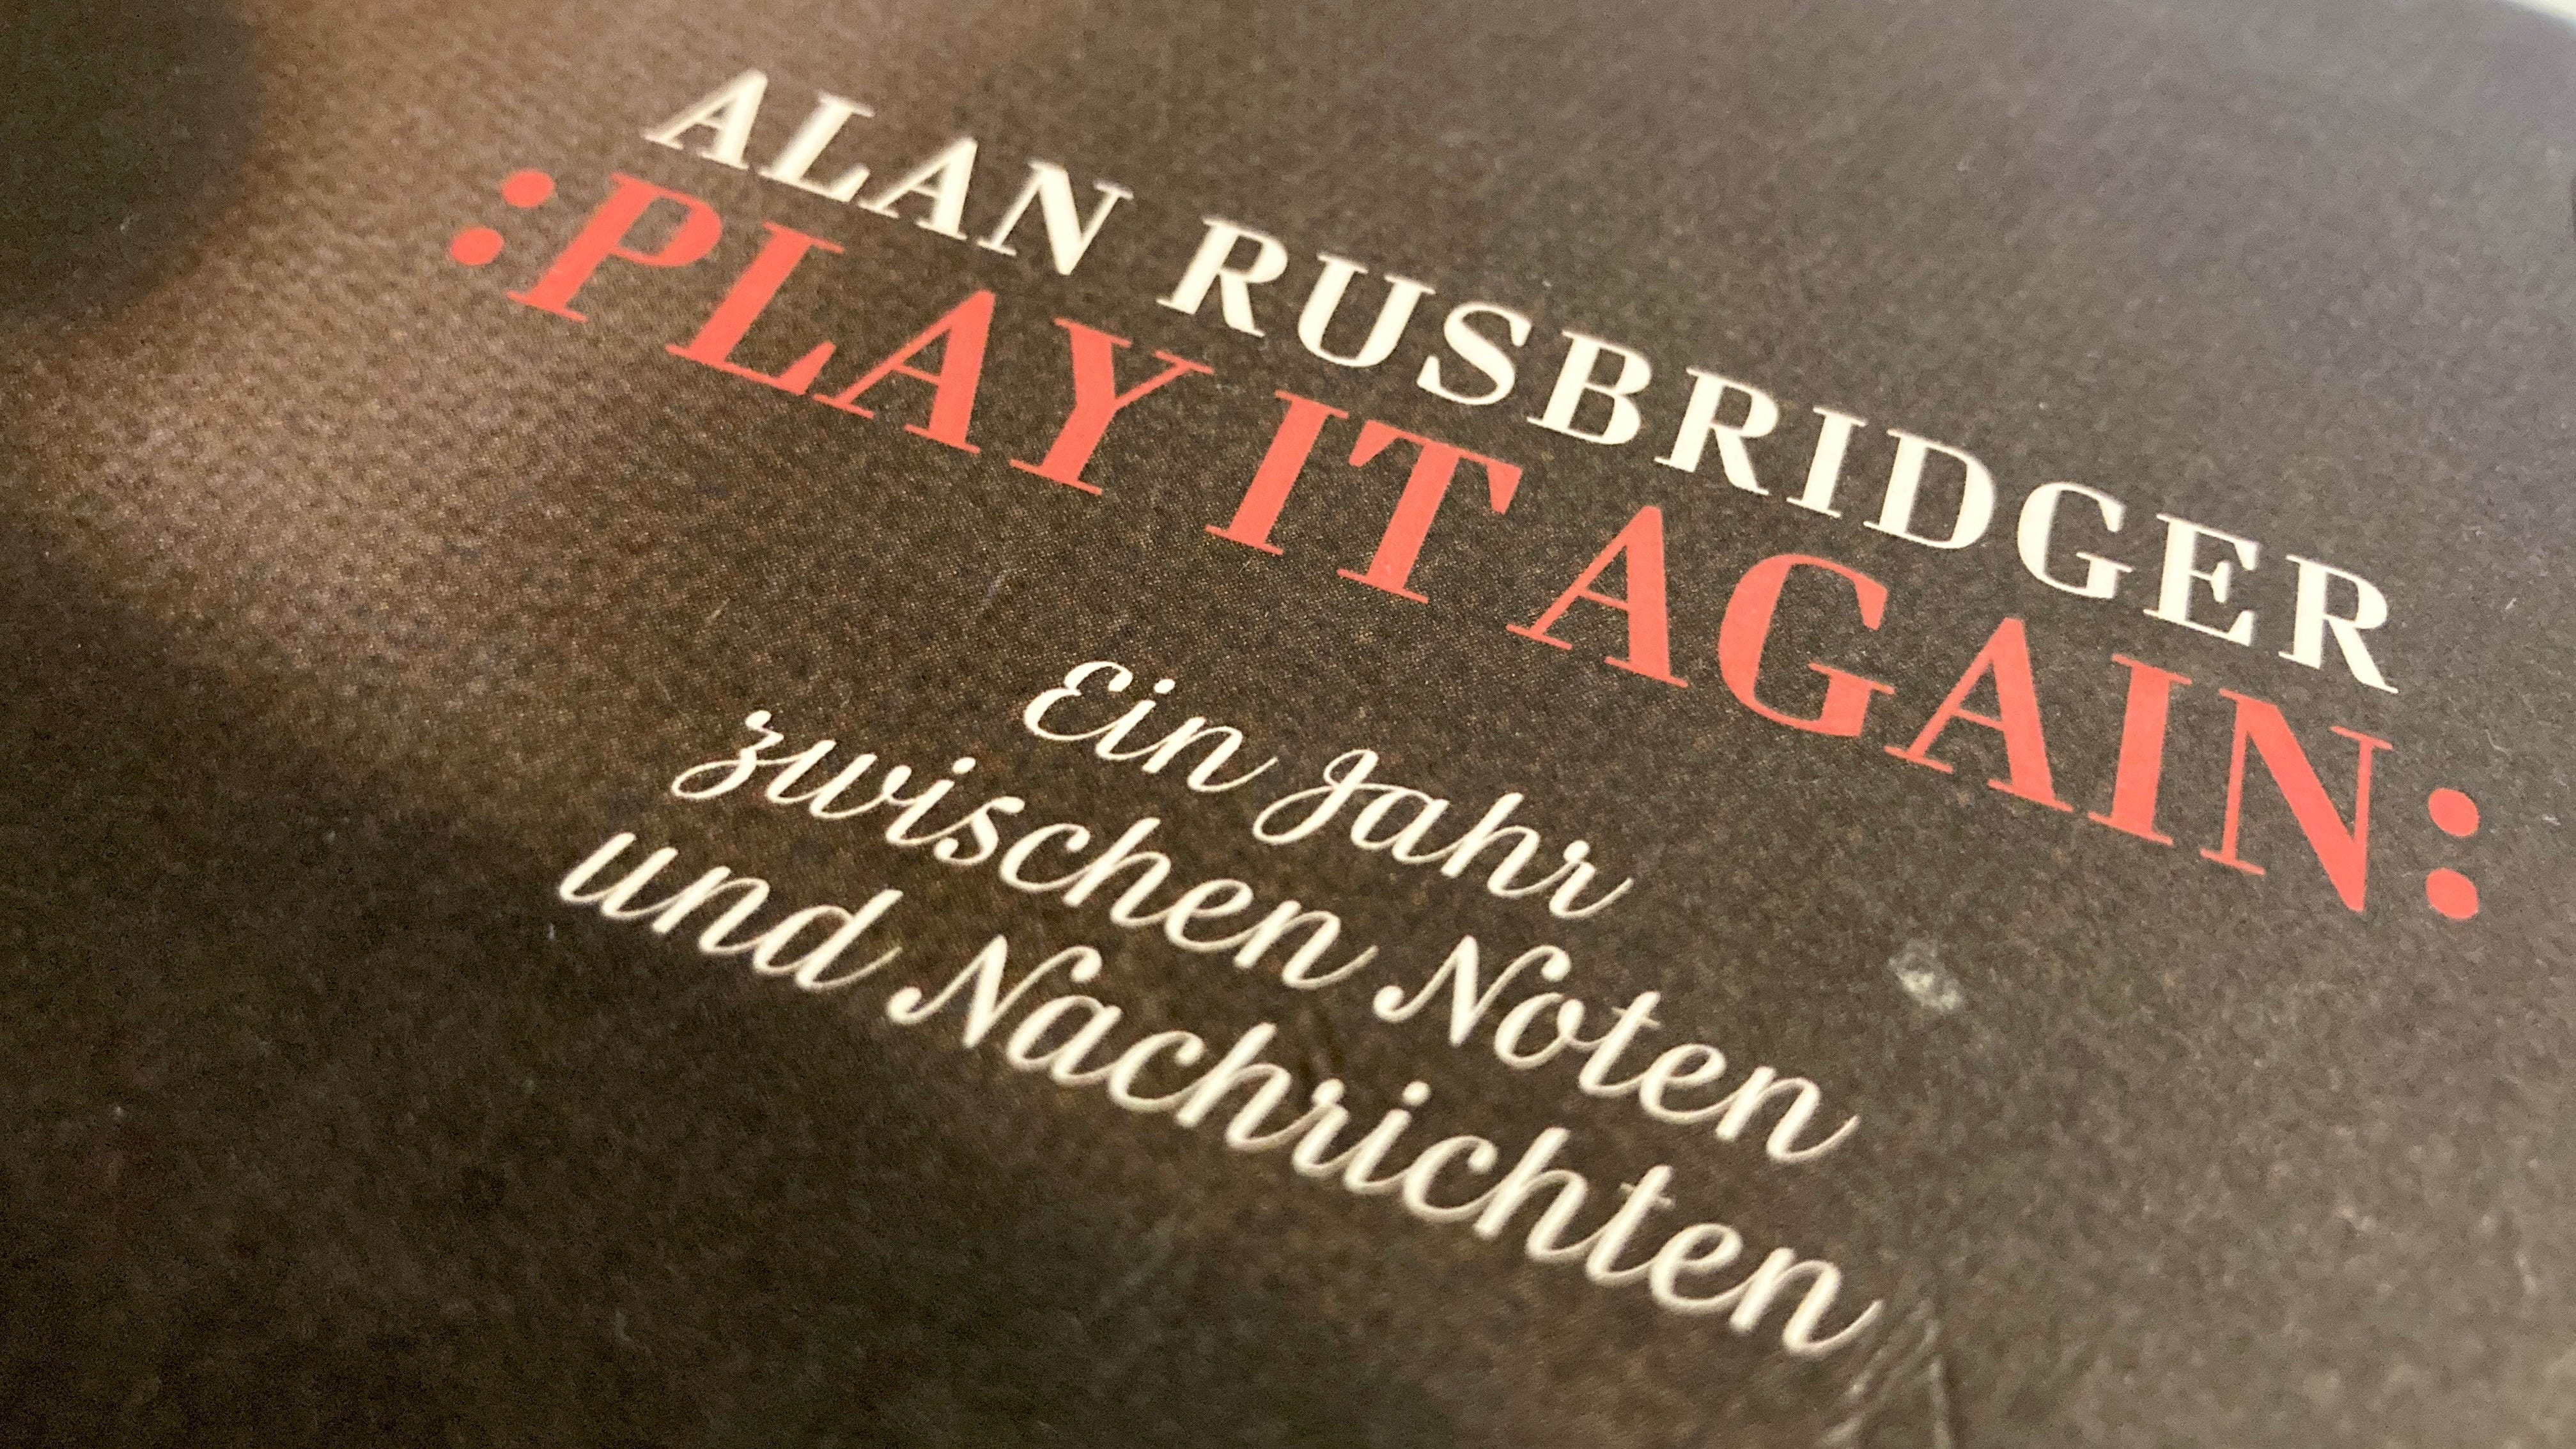 ALAN RUSBRIDGER
:PLAY IT AGAIN:
Ein Jahr
zwischen Noten
und Nachrichten